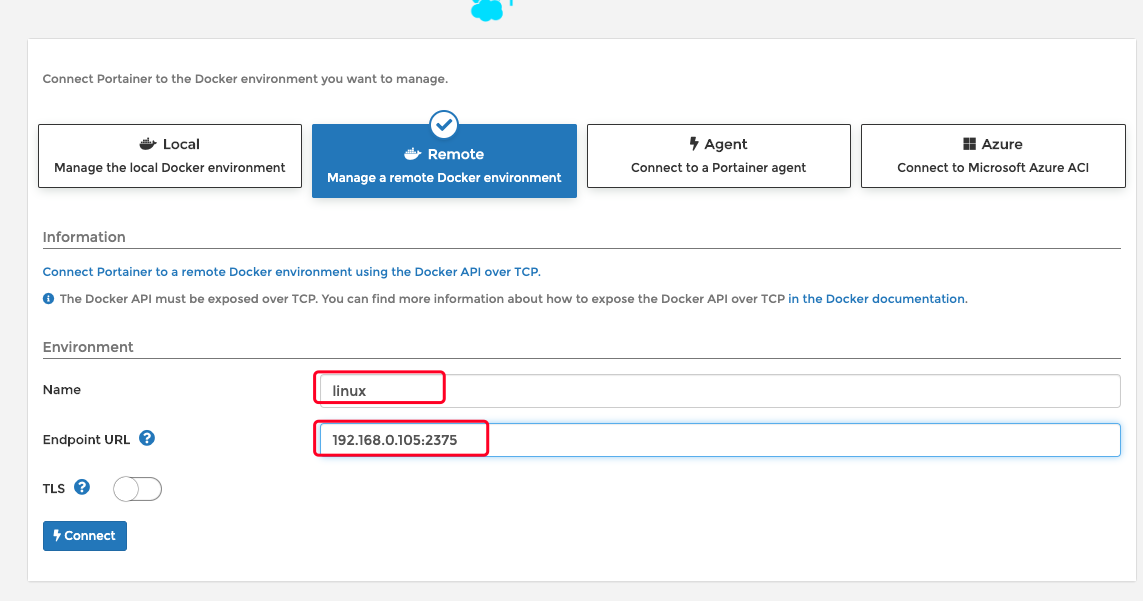 Connect Portainer to the Docker environment you want to manage.
Local
Manage the local Docker environment
Remote
Manage a remote Docker environment
Agent
Connect to a Portainer agent
Azure
Connect to Microsoft Azure ACI
Information
Connect Portainer to a remote Docker environment using the Docker API over TCP.
The Docker API must be exposed over TCP. You can find more information about how to expose the Docker API over TCP in the Docker documentation.
Environment
Name
linux
Endpoint URL
192.168.0.105:2375
TLS
Connect